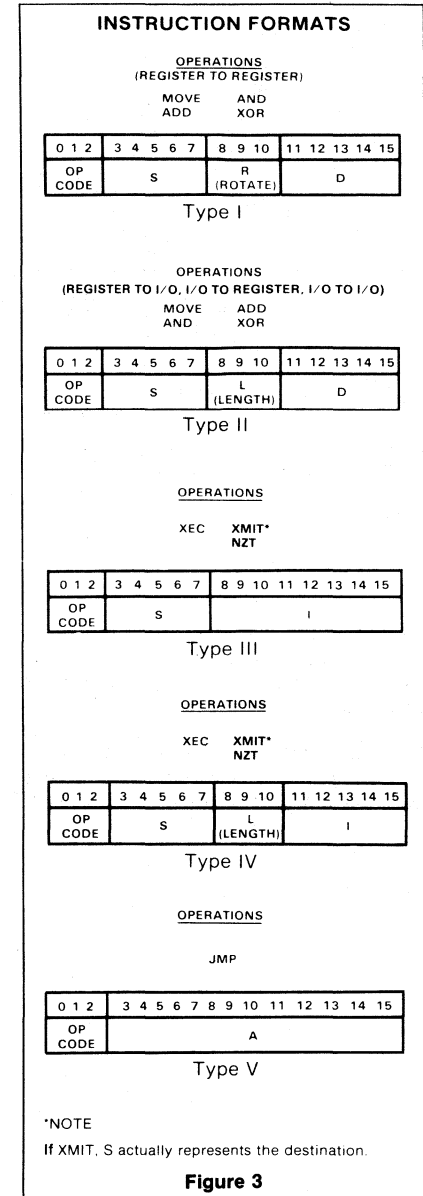 INSTRUCTION FORMATS
OPERATIONS
(REGISTER TO REGISTER)
MOVE AND
ADD XOR
0 1 2 3 4 5 6 7 8 9 10 11 12 13 14 15
OP CODE S R (ROTATE) D
Type I
OPERATIONS
(REGISTER TO I/O, I/O TO REGISTER, I/O TO I/O)
MOVE ADD
AND XOR
0 1 2 3 4 5 6 7 8 9 10 11 12 13 14 15
OP CODE S L (LENGTH) D
Type II
OPERATIONS
XEC XMIT*
NZT
0 1 2 3 4 5 6 7 8 9 10 11 12 13 14 15
OP CODE S I
Type III
OPERATIONS
XEC XMIT*
NZT
0 1 2 3 4 5 6 7 8 9 10 11 12 13 14 15
OP CODE S L (LENGTH) I
Type IV
OPERATIONS
JMP
0 1 2 3 4 5 6 7 8 9 10 11 12 13 14 15
OP CODE A
Type V
*NOTE
If XMIT, S actually represents the destination.
Figure 3